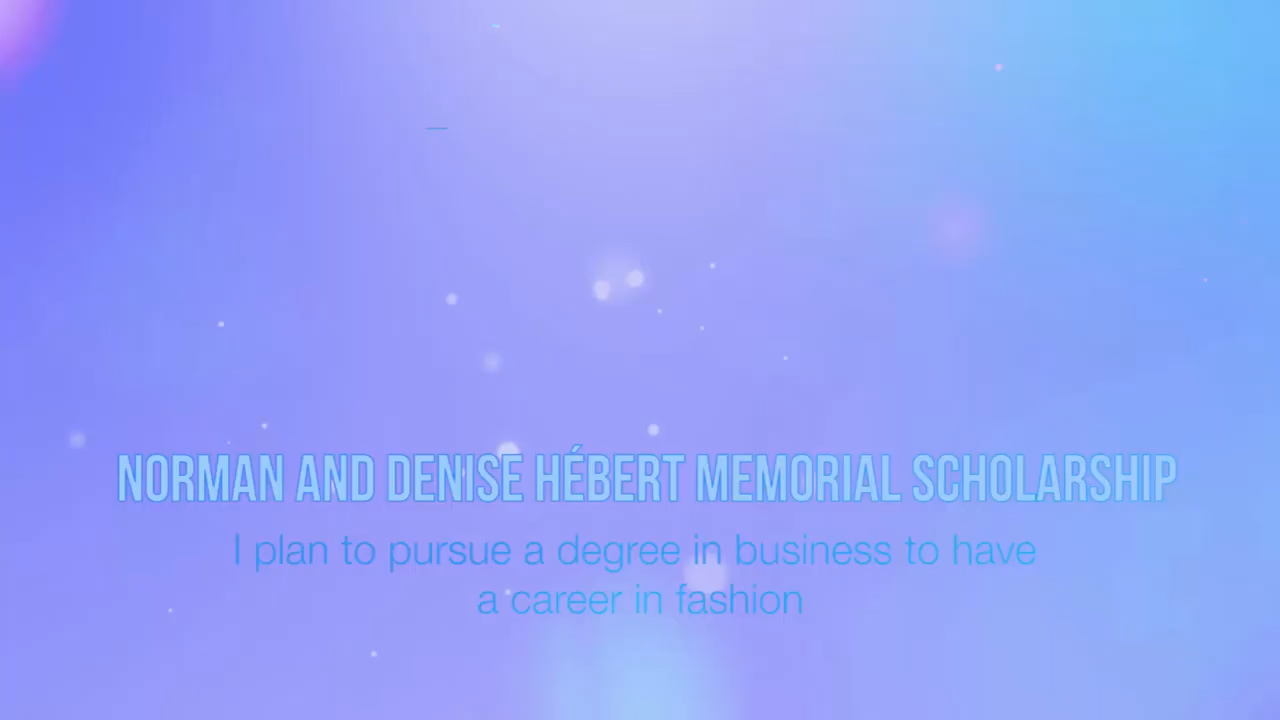 NORMAN AND DENISE HÉBERT MEMORIAL SCHOLARSHIP
I plan to pursue a degree in business to have
a career in fashion